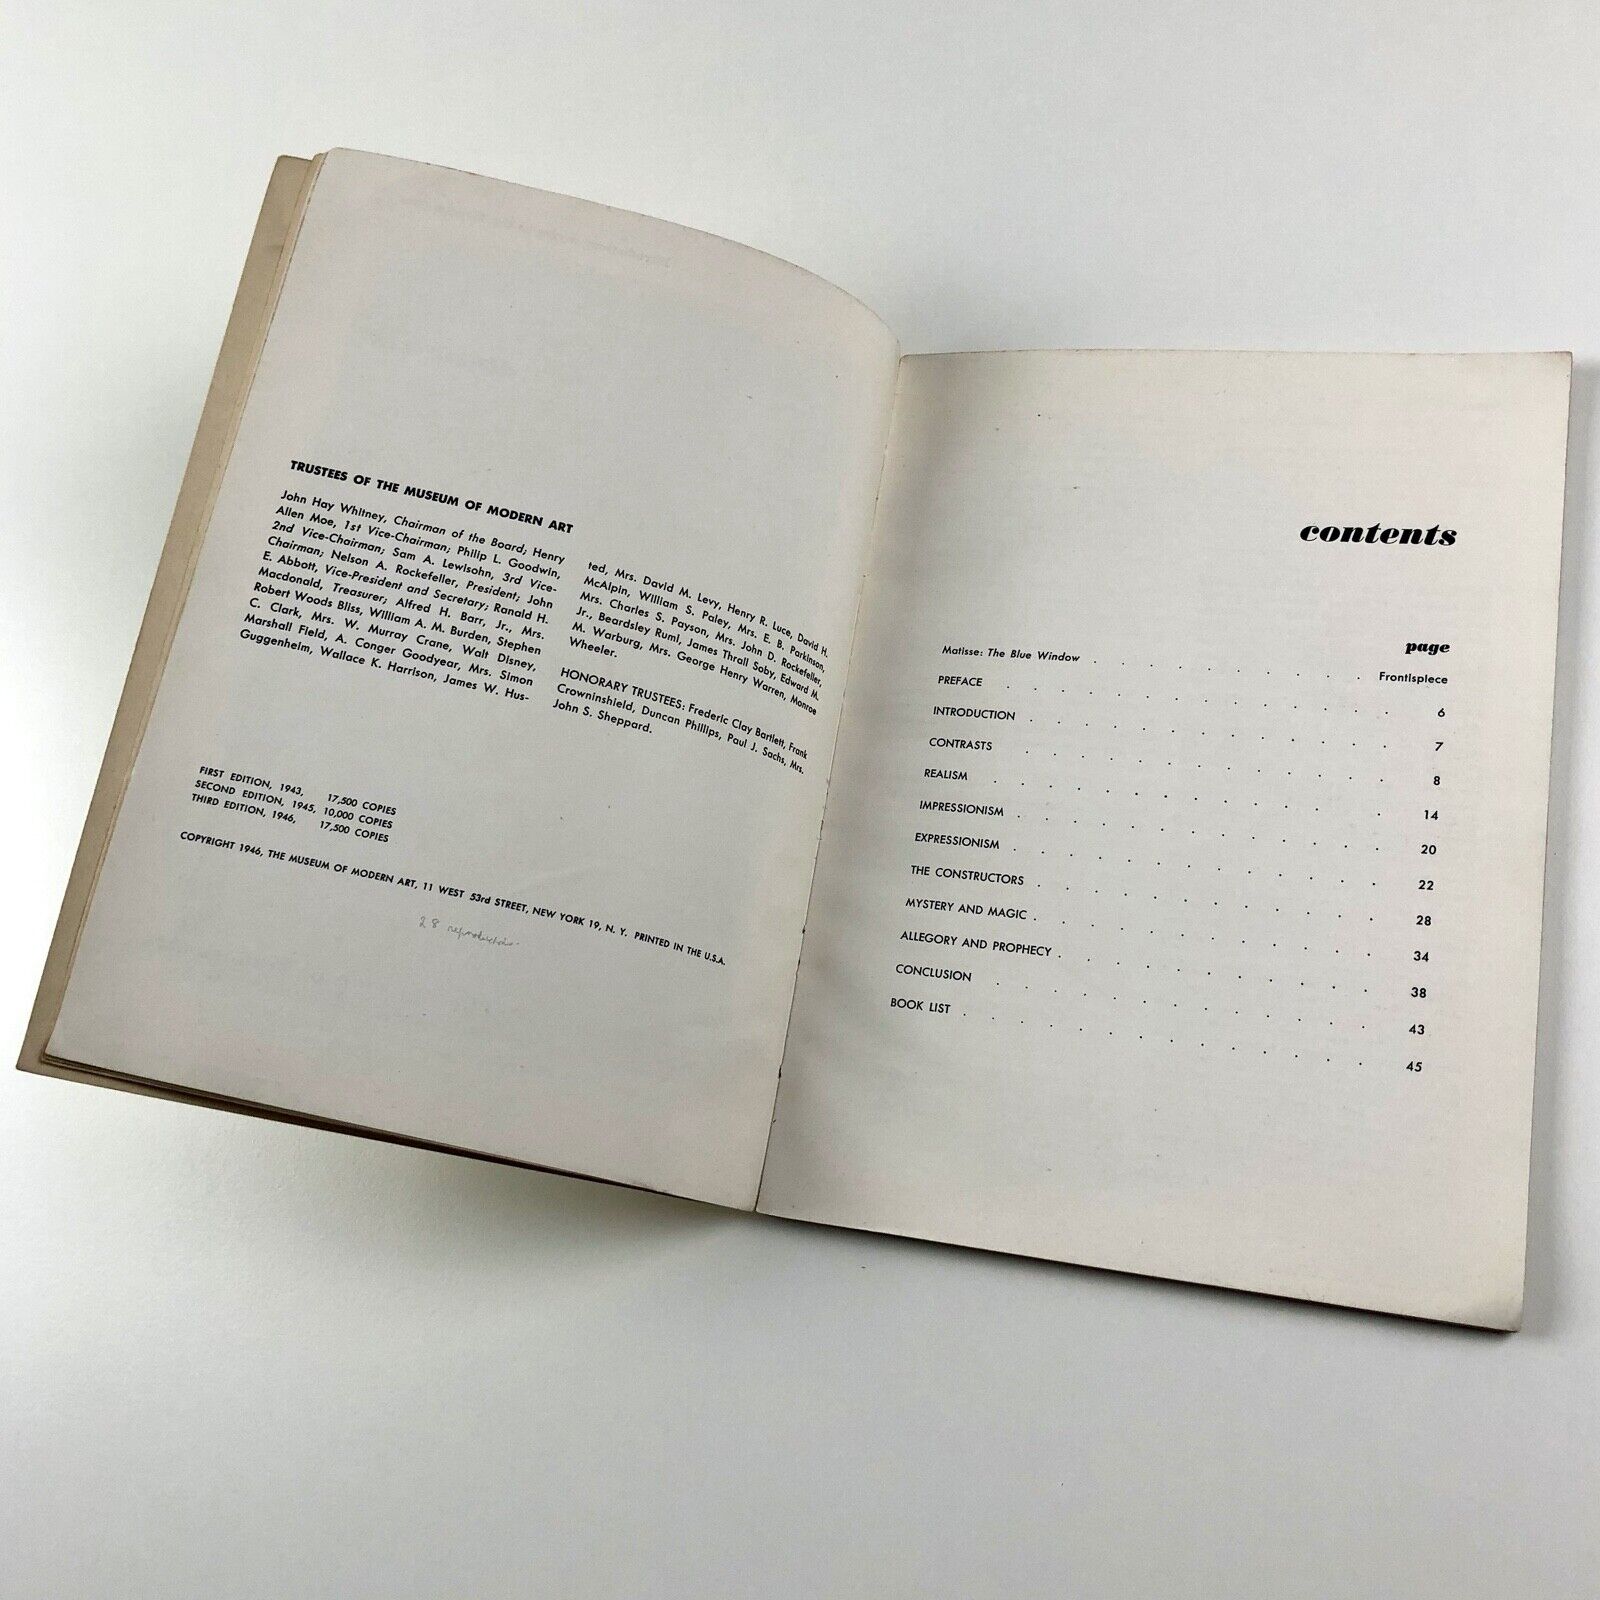 TRUSTEES OF THE MUSEUM OF MODERN ART
John Hay Whitney, Chairman of the Board; Henry
Allen Moe, 1st Vice-Chairman; Philip L. Goodwin,
2nd Vice-Chairman; Sam A. Lewisohn, 3rd Vice-
Chairman; Nelson A. Rockefeller, President; John
E. Abbott, Vice-President and Secretary; Ranald H.
Macdonald, Treasurer; Alfred H. Barr, Jr., Mrs.
Robert Woods Bliss, William A. M. Burden, Stephen
C. Clark, Mrs. W. Murray Crane, Walt Disney,
Marshall Field, A. Conger Goodyear, Mrs. Simon
Guggenheim, Wallace K. Harrison, James W. Hus-
ted, Mrs. David M. Levy, Henry R. Luce, David H.
McAlpin, William S. Paley, Mrs. E. B. Parkinson,
Mrs. Charles S. Payson, Mrs. John D. Rockefeller,
Jr., Beardsley Ruml, James Thrall Soby, Edward M.
M. Warburg, Mrs. George Henry Warren, Monroe
Wheeler.
HONORARY TRUSTEES: Frederic Clay Bartlett, Frank
Crowninshield, Duncan Phillips, Paul J. Sachs, Mrs.
John S. Sheppard.
FIRST EDITION, 1943, 17,500 COPIES
SECOND EDITION, 1945, 10,000 COPIES
THIRD EDITION, 1946, 17,500 COPIES
COPYRIGHT 1946, THE MUSEUM OF MODERN ART, 11 WEST 53rd STREET, NEW YORK 19, N. Y. PRINTED IN THE U.S.A.
28
contents
page
Matisse: The Blue Window . . . . . . . . . . Frontispiece
PREFACE . . . . . . . . . . . . . . 6
INTRODUCTION . . . . . . . . . . . . . 7
CONTRASTS . . . . . . . . . . . . . 8
REALISM . . . . . . . . . . . . . . 14
IMPRESSIONISM . . . . . . . . . . . . . 20
EXPRESSIONISM . . . . . . . . . . . . . 22
THE CONSTRUCTORS . . . . . . . . . . . . 28
MYSTERY AND MAGIC . . . . . . . . . . . . 34
ALLEGORY AND PROPHECY . . . . . . . . . . . 38
CONCLUSION . . . . . . . . . . . . . 43
BOOK LIST . . . . . . . . . . . . . . 45